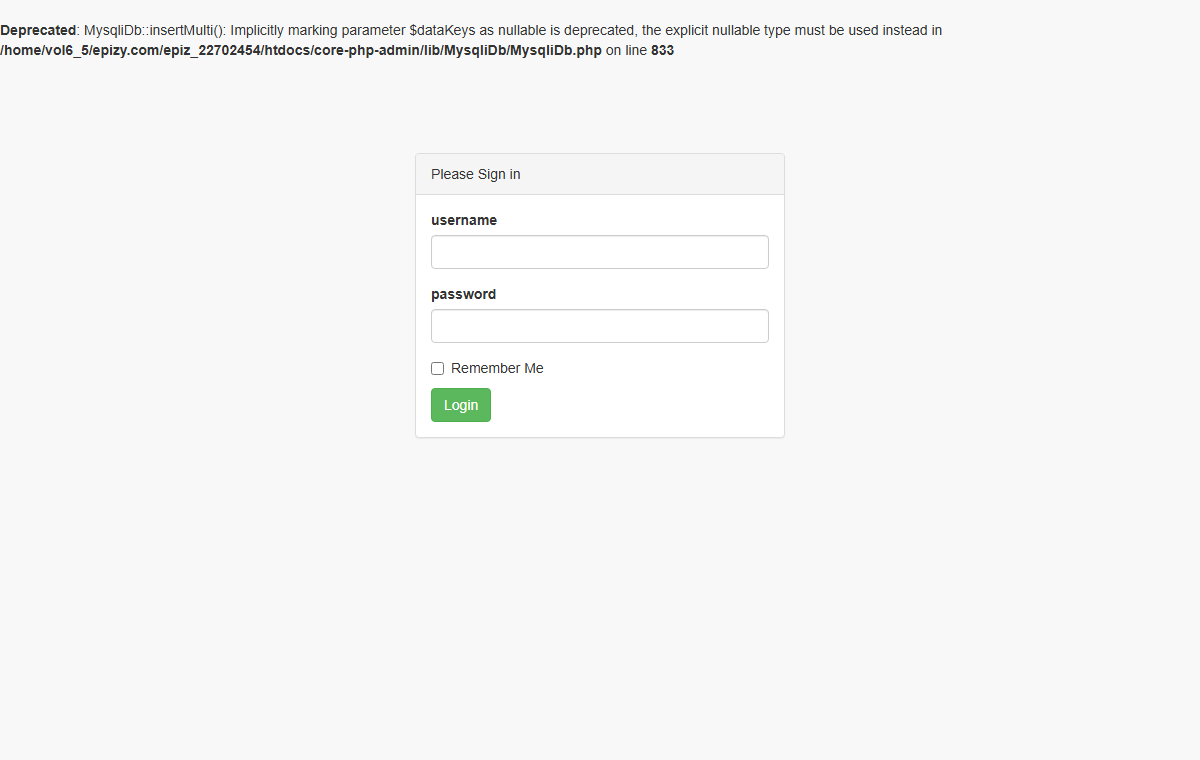 Deprecated: MysqliDb::insertMulti(): Implicitly marking parameter $dataKeys as nullable is deprecated, the explicit nullable type must be used instead in
/home/vol6_5/epizy.com/epiz_22702454/htdocs/core-php-admin/lib/MysqliDb/MysqliDb.php on line 833
Please Sign in
username
password
Remember Me
Login